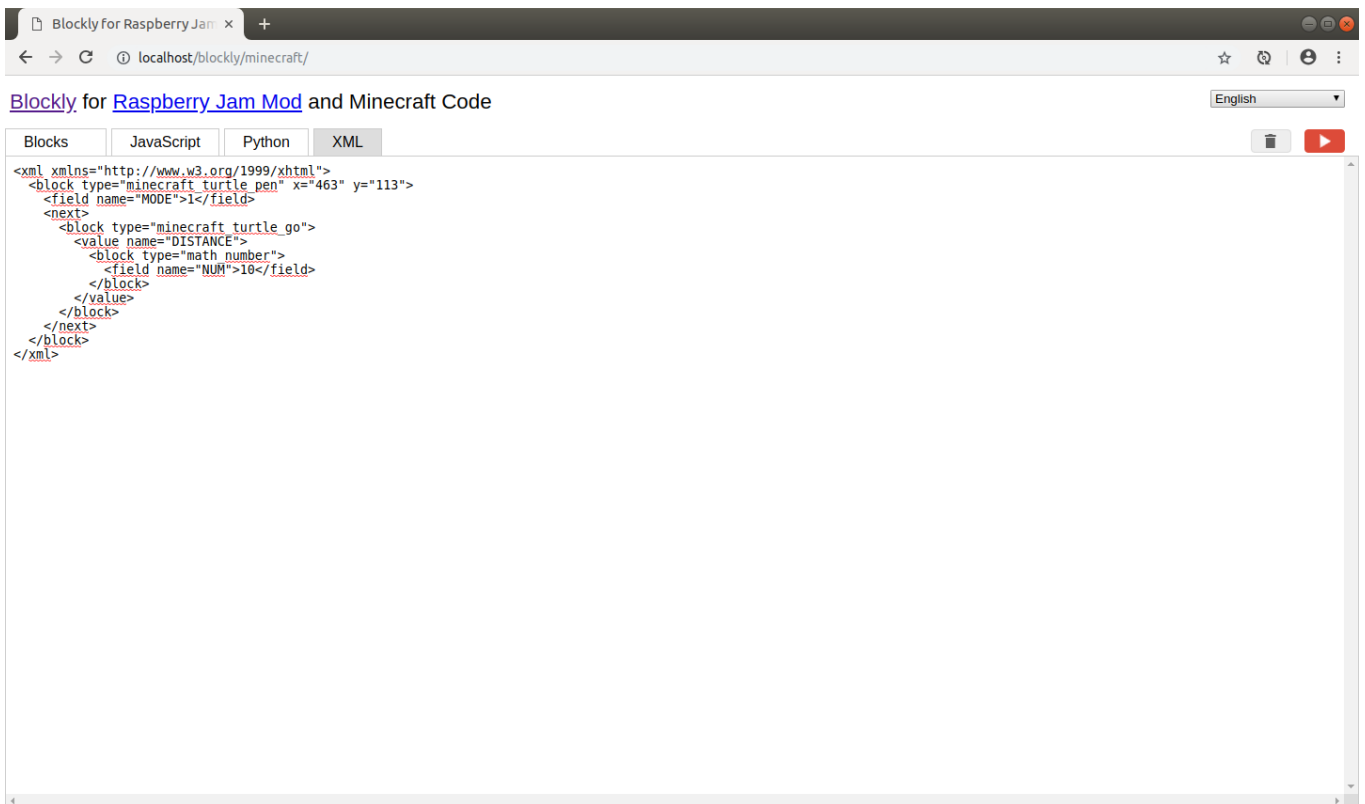 Blockly for Raspberry Jam
localhost/blockly/minecraft/
Blockly for Raspberry Jam Mod and Minecraft Code
English
Blocks
JavaScript
Python
XML
<xml xmlns="http://www.w3.org/1999/xhtml">
  <block type="minecraft_turtle_pen" x="463" y="113">
    <field name="MODE">1</field>
    <next>
      <block type="minecraft_turtle_go">
        <value name="DISTANCE">
          <block type="math_number">
            <field name="NUM">10</field>
          </block>
        </value>
      </block>
    </next>
  </block>
</xml>